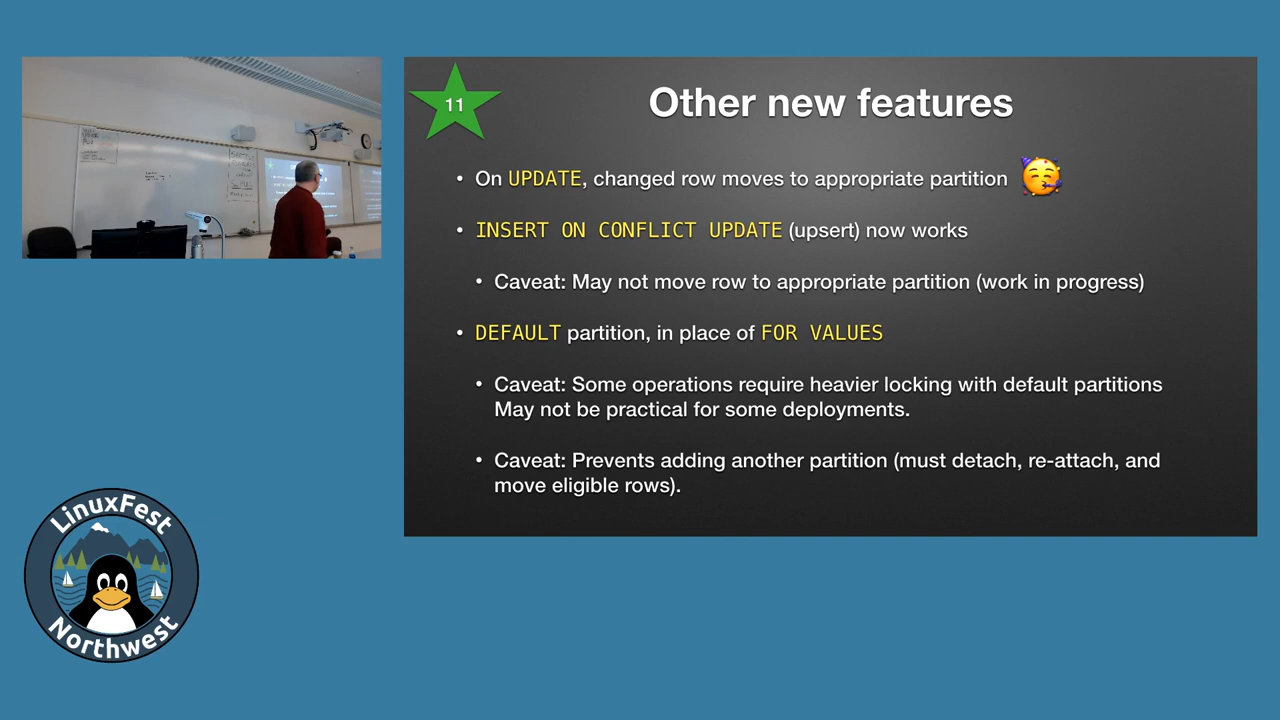 11
Other new features
• On UPDATE, changed row moves to appropriate partition 🥳
• INSERT ON CONFLICT UPDATE (upsert) now works
• Caveat: May not move row to appropriate partition (work in progress)
• DEFAULT partition, in place of FOR VALUES
• Caveat: Some operations require heavier locking with default partitions
May not be practical for some deployments.
• Caveat: Prevents adding another partition (must detach, re-attach, and
move eligible rows).
LinuxFest
Northwest